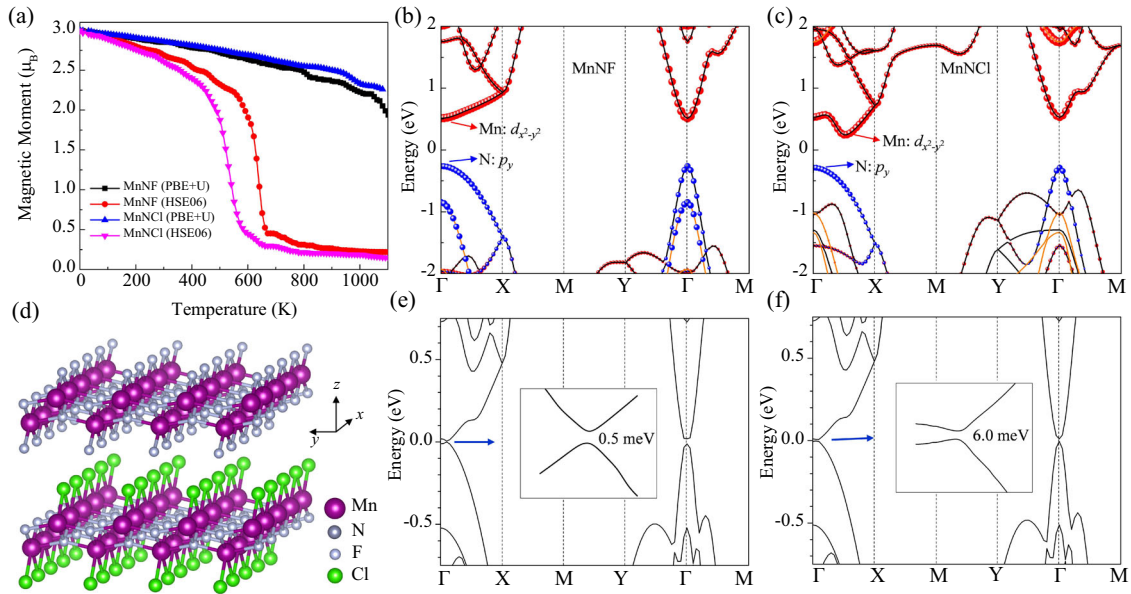 (a)
Magnetic Moment (μB)
3.0
2.5
2.0
1.5
1.0
0.5
0.0
MnNF (PBE+U)
MnNF (HSE06)
MnNCl (PBE+U)
MnNCl (HSE06)
0 200 400 600 800 1000
Temperature (K)
(b)
Energy (eV)
2
1
0
-1
-2
MnNF
Mn: dx²-y²
N: py
Γ X M Y Γ M
(c)
Energy (eV)
2
1
0
-1
-2
MnNCl
Mn: dx²-y²
N: py
Γ X M Y Γ M
(d)
z
x
y
Mn
N
F
Cl
(e)
Energy (eV)
0.5
0.0
-0.5
0.5 meV
Γ X M Y Γ M
(f)
Energy (eV)
0.5
0.0
-0.5
6.0 meV
Γ X M Y Γ M